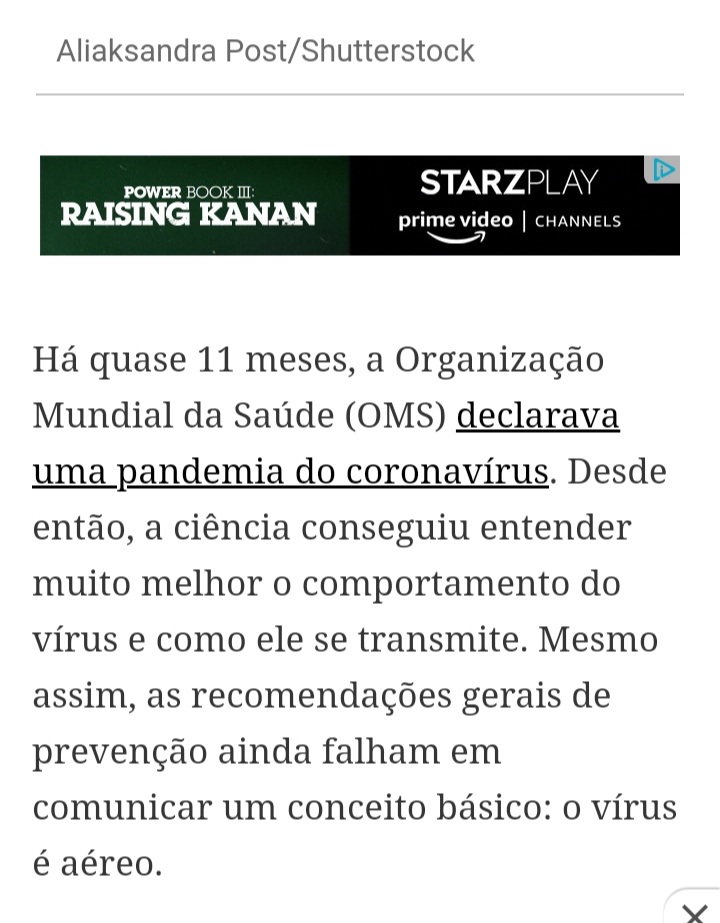 Aliaksandra Post/Shutterstock
POWER BOOK III:
RAISING KANAN
STARZPLAY
prime video | CHANNELS
Há quase 11 meses, a Organização
Mundial da Saúde (OMS) declarava
uma pandemia do coronavírus. Desde
então, a ciência conseguiu entender
muito melhor o comportamento do
vírus e como ele se transmite. Mesmo
assim, as recomendações gerais de
prevenção ainda falham em
comunicar um conceito básico: o vírus
é aéreo.